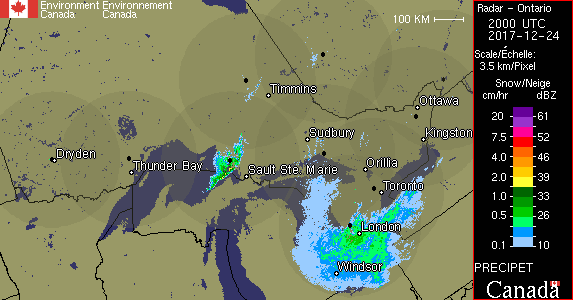 Environment Environnement
Canada Canada
100 KM
Radar - Ontario
2000 UTC
2017-12-24
Scale/Échelle:
3.5 km/Pixel
Snow/Neige
cm/hr dBZ
20 61
7.5 52
4.0 46
2.0 39
1.0 33
0.5 26
0.1 10
PRECIPET
Canada
Timmins
Ottawa
Sudbury
Kingston
Dryden
Thunder Bay
Sault Ste. Marie
Orillia
Toronto
London
Windsor